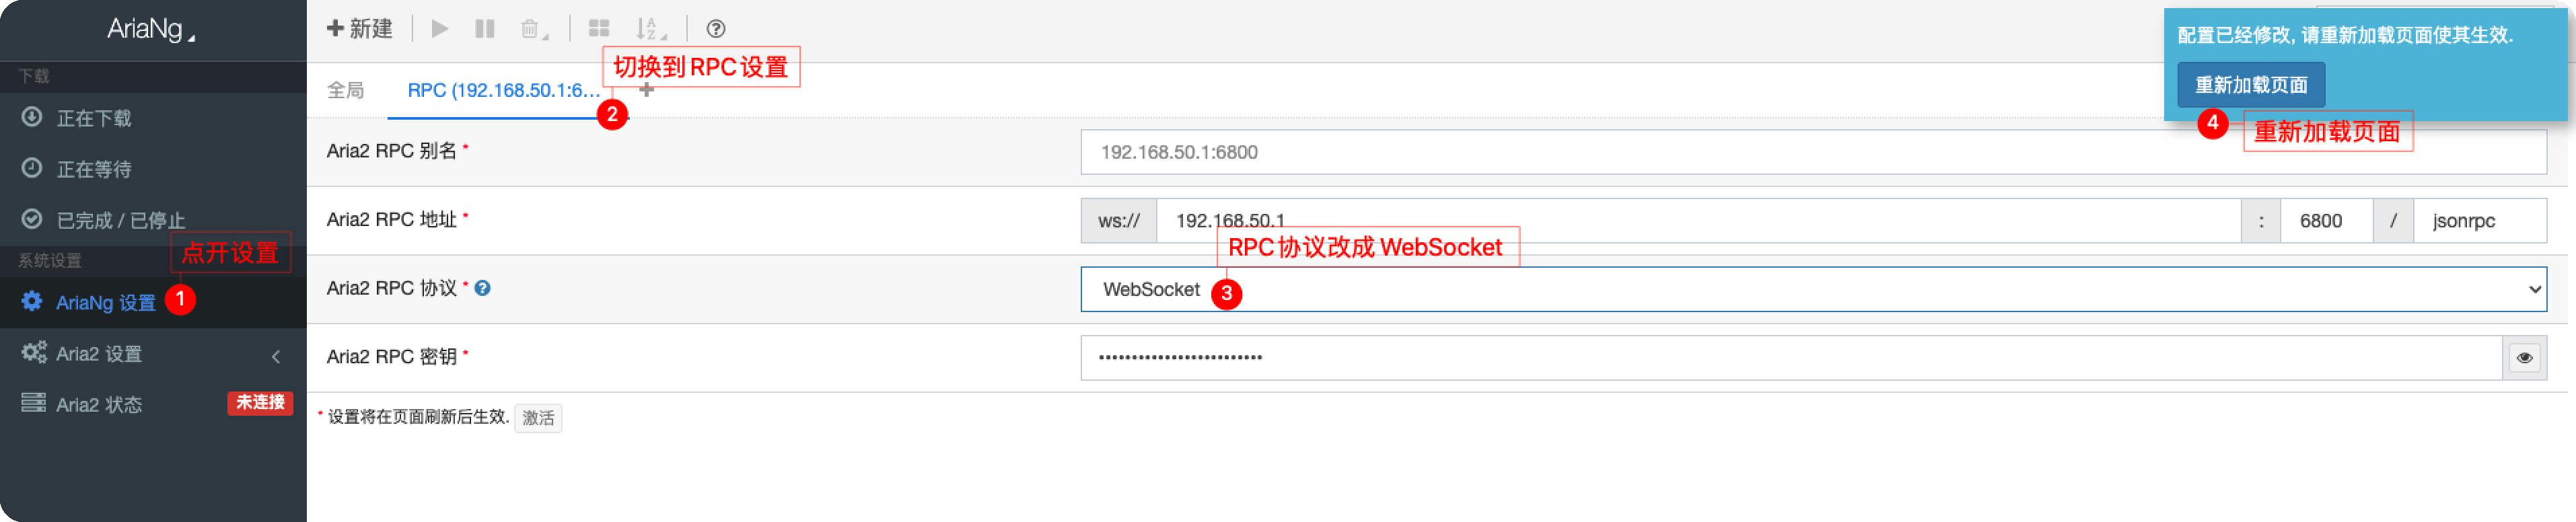 AriaNg
下载
正在下载
正在等待
已完成 / 已停止
点开设置
系统设置
AriaNg 设置
1
Aria2 设置
Aria2 状态
未连接
新建
切换到 RPC 设置
全局
RPC (192.168.50.1:6...
2
配置已经修改, 请重新加载页面使其生效.
重新加载页面
4
重新加载页面
Aria2 RPC 别名 *
192.168.50.1:6800
Aria2 RPC 地址 *
ws://
192.168.50.1
:
6800
/
jsonrpc
RPC 协议改成 WebSocket
Aria2 RPC 协议 *
WebSocket
3
Aria2 RPC 密钥 *
•••••••••••••••••••••••••
* 设置将在页面刷新后生效.
激活